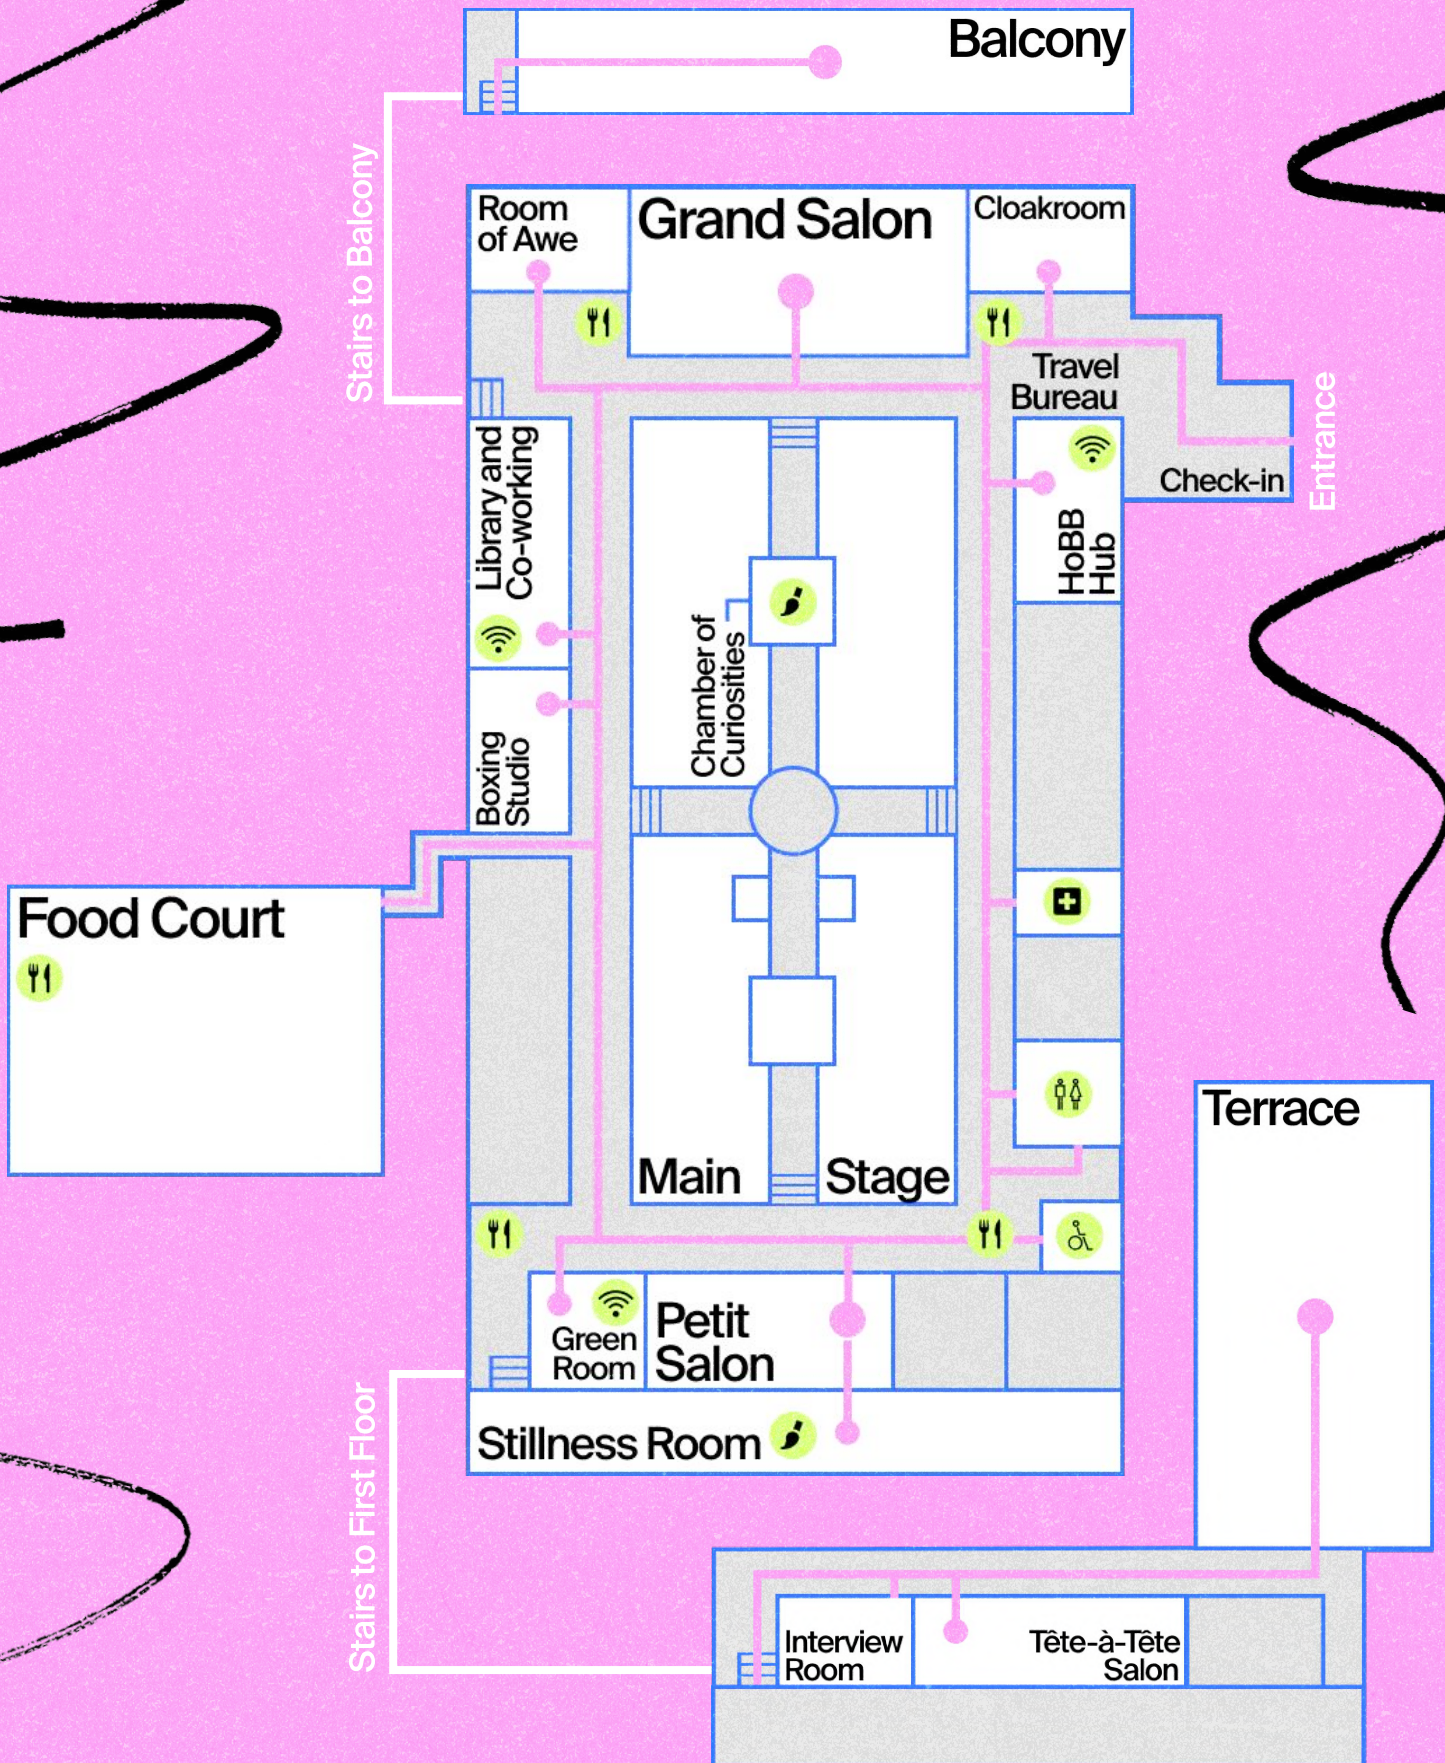 Balcony
Stairs to Balcony
Room
of Awe
Grand Salon
Cloakroom
Travel
Bureau
Entrance
Check-in
Library and
Co-working
HoBB
Hub
Chamber of
Curiosities
Boxing
Studio
Food Court
Terrace
Main Stage
Green
Room
Petit
Salon
Stillness Room
Stairs to First Floor
Interview
Room
Tête-à-Tête
Salon